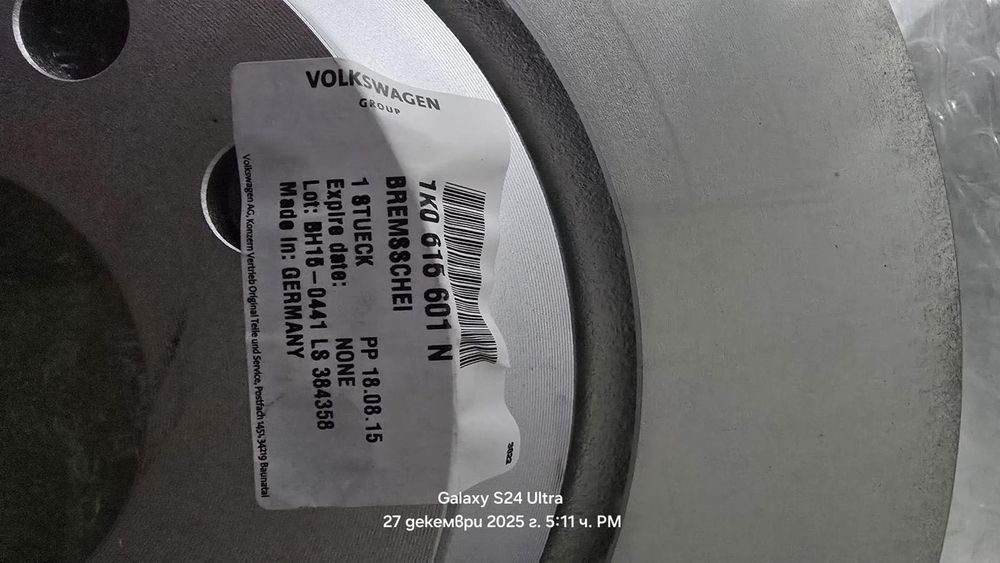 VOLKSWAGEN
GROUP
1K0 615 601 N
BREMSSCHEI
1 STUECK PP 18.08.15
Expire date: NONE
Lot: BH15-0441 LS 384358
Made in: GERMANY
Volkswagen AG, Konzern Vertrieb Original Teile und Service, Postfach 1451, 34219 Baunatal
3022
Galaxy S24 Ultra
27 декември 2025 г. 5:11 ч. PM